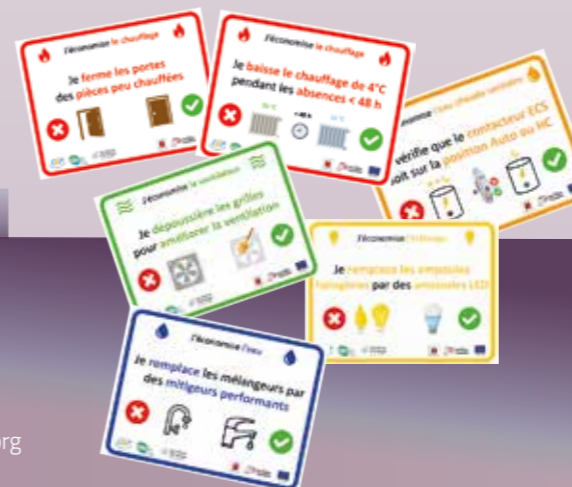 J'économise le chauffage
Je ferme les portes
des pièces peu chauffées
J'économise le chauffage
Je baisse le chauffage de 4°C
pendant les absences < 48 h
< 48 h
l'eau chaude sanitaire
vérifie que le contacteur ECS
soit sur la position Auto ou HC
J'économise la ventilation
Je dépoussière les grilles
pour améliorer la ventilation
J'économise
Je remplace les ampoules
halogènes par des ampoules LED
J'économise l'eau
Je remplace les mélangeurs par
des mitigeurs performants
org